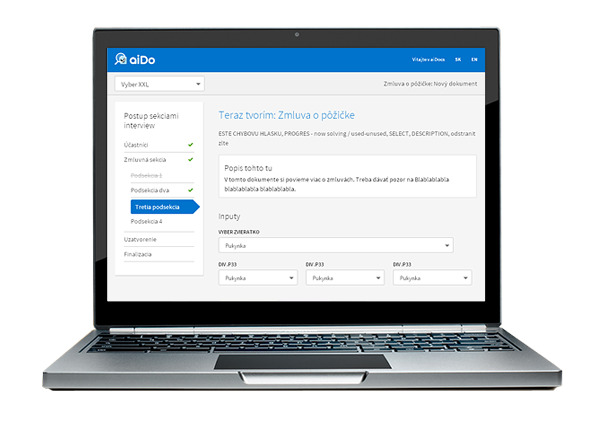 aiDo
Vitajte v aiDocs SK EN
Vyber XXL
Zmluva o pôžičke: Nový dokument
Postup sekciami
interview
Účastníci
Zmluvná sekcia
Podsekcia 1
Podsekcia dva
Tretia podsekcia
Podsekcia 4
Uzatvorenie
Finalizacia
Teraz tvorím: Zmluva o pôžičke
ESTE CHYBOVU HLASKU, PROGRES - now solving / used-unused, SELECT, DESCRIPTION, odstranit
zlte
Popis tohto tu
V tomto dokumente si povieme viac o zmluvách. Treba dávať pozor na Blablablabla
blablablabla blablablabla.
Inputy
VYBER ZVIERATKO
Pukynka
DIV .P33 DIV .P33 DIV .P33
Pukynka Pukynka Pukynka